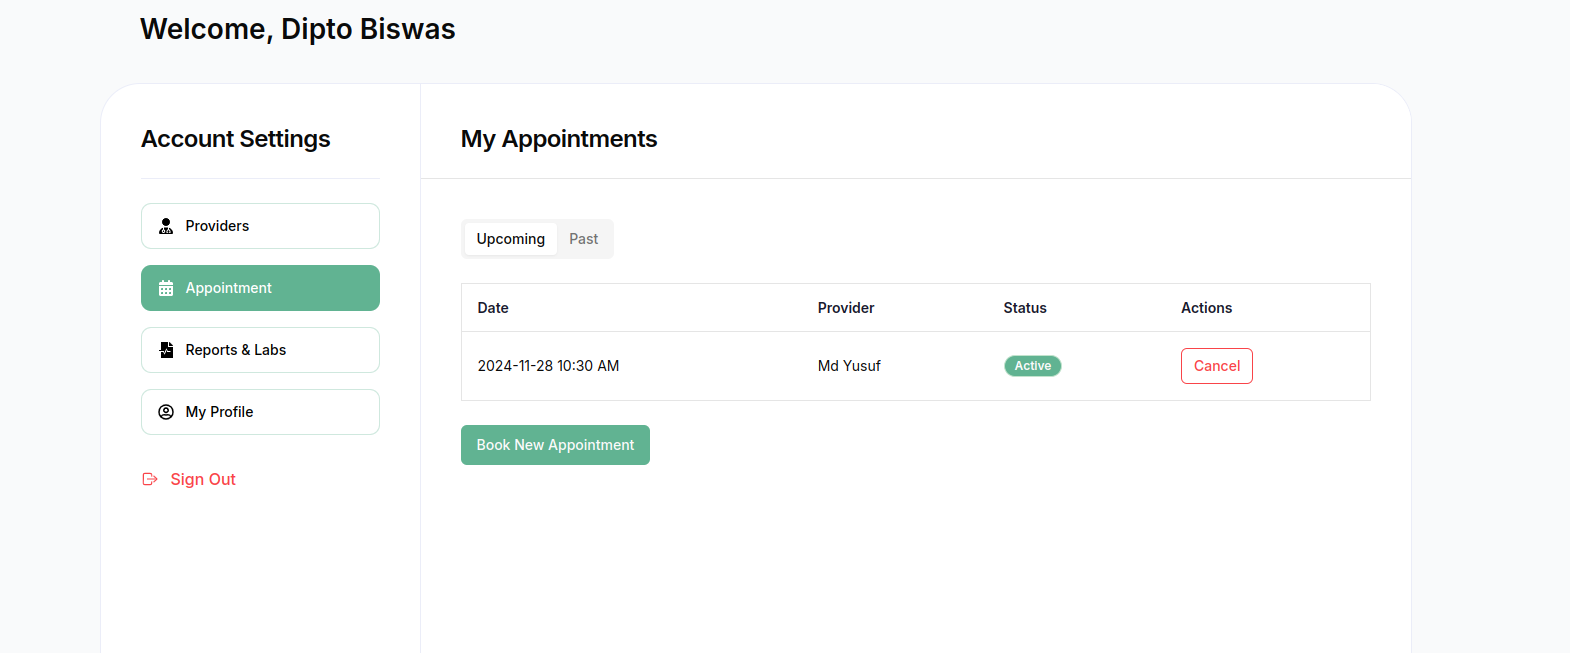 Welcome, Dipto Biswas
Account Settings
Providers
Appointment
Reports & Labs
My Profile
Sign Out
My Appointments
Upcoming Past
Date Provider Status Actions
2024-11-28 10:30 AM Md Yusuf Active Cancel
Book New Appointment